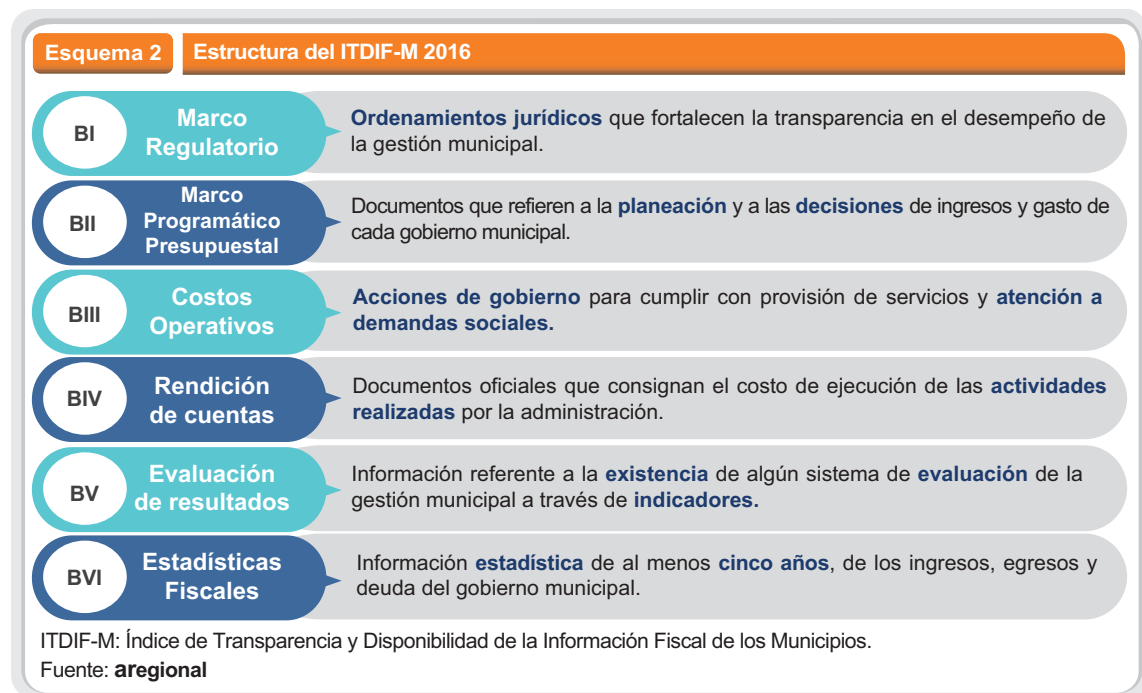 Esquema 2 Estructura del ITDIF-M 2016
BI
Marco
Regulatorio
Ordenamientos jurídicos que fortalecen la transparencia en el desempeño de
la gestión municipal.
BII
Marco
Programático
Presupuestal
Documentos que refieren a la planeación y a las decisiones de ingresos y gasto de
cada gobierno municipal.
BIII
Costos
Operativos
Acciones de gobierno para cumplir con provisión de servicios y atención a
demandas sociales.
BIV
Rendición
de cuentas
Documentos oficiales que consignan el costo de ejecución de las actividades
realizadas por la administración.
BV
Evaluación
de resultados
Información referente a la existencia de algún sistema de evaluación de la
gestión municipal a través de indicadores.
BVI
Estadísticas
Fiscales
Información estadística de al menos cinco años, de los ingresos, egresos y
deuda del gobierno municipal.
ITDIF-M: Índice de Transparencia y Disponibilidad de la Información Fiscal de los Municipios.
Fuente: aregional